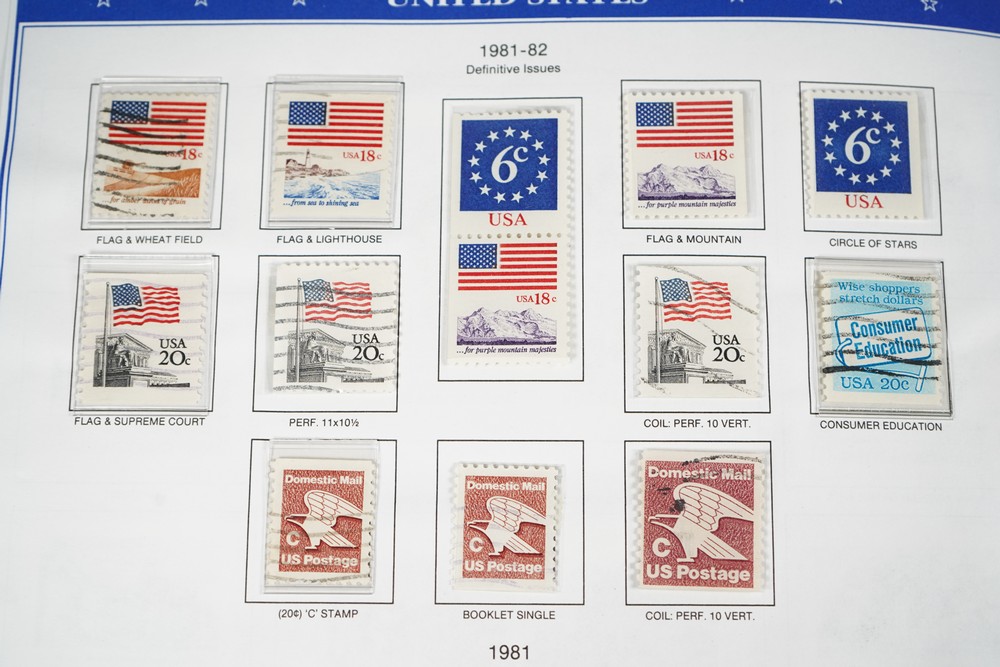 UNITED STATES
1981-82
Definitive Issues
USA 18c
for amber waves of grain
FLAG & WHEAT FIELD
USA 18c
...from sea to shining sea
FLAG & LIGHTHOUSE
6c
USA
USA 18c
...for purple mountain majesties
USA 18c
...for purple mountain majesties
FLAG & MOUNTAIN
6c
USA
CIRCLE OF STARS
USA
20c
FLAG & SUPREME COURT
USA
20c
PERF. 11x10½
USA
20c
COIL: PERF. 10 VERT.
Wise shoppers
stretch dollars
Consumer
Education
USA 20c
CONSUMER EDUCATION
Domestic Mail
C
US Postage
(20¢) 'C' STAMP
Domestic Mail
C
US Postage
BOOKLET SINGLE
Domestic Mail
C
US Postage
COIL: PERF. 10 VERT.
1981